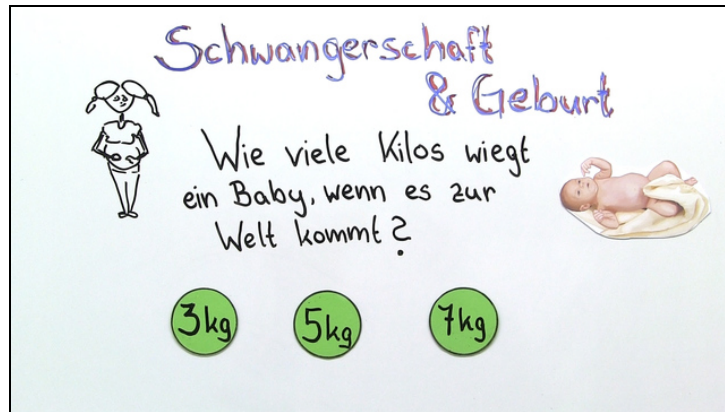 Schwangerschaft
& Geburt
Wie viele Kilos wiegt
ein Baby, wenn es zur
Welt kommt?
3kg 5kg 7kg